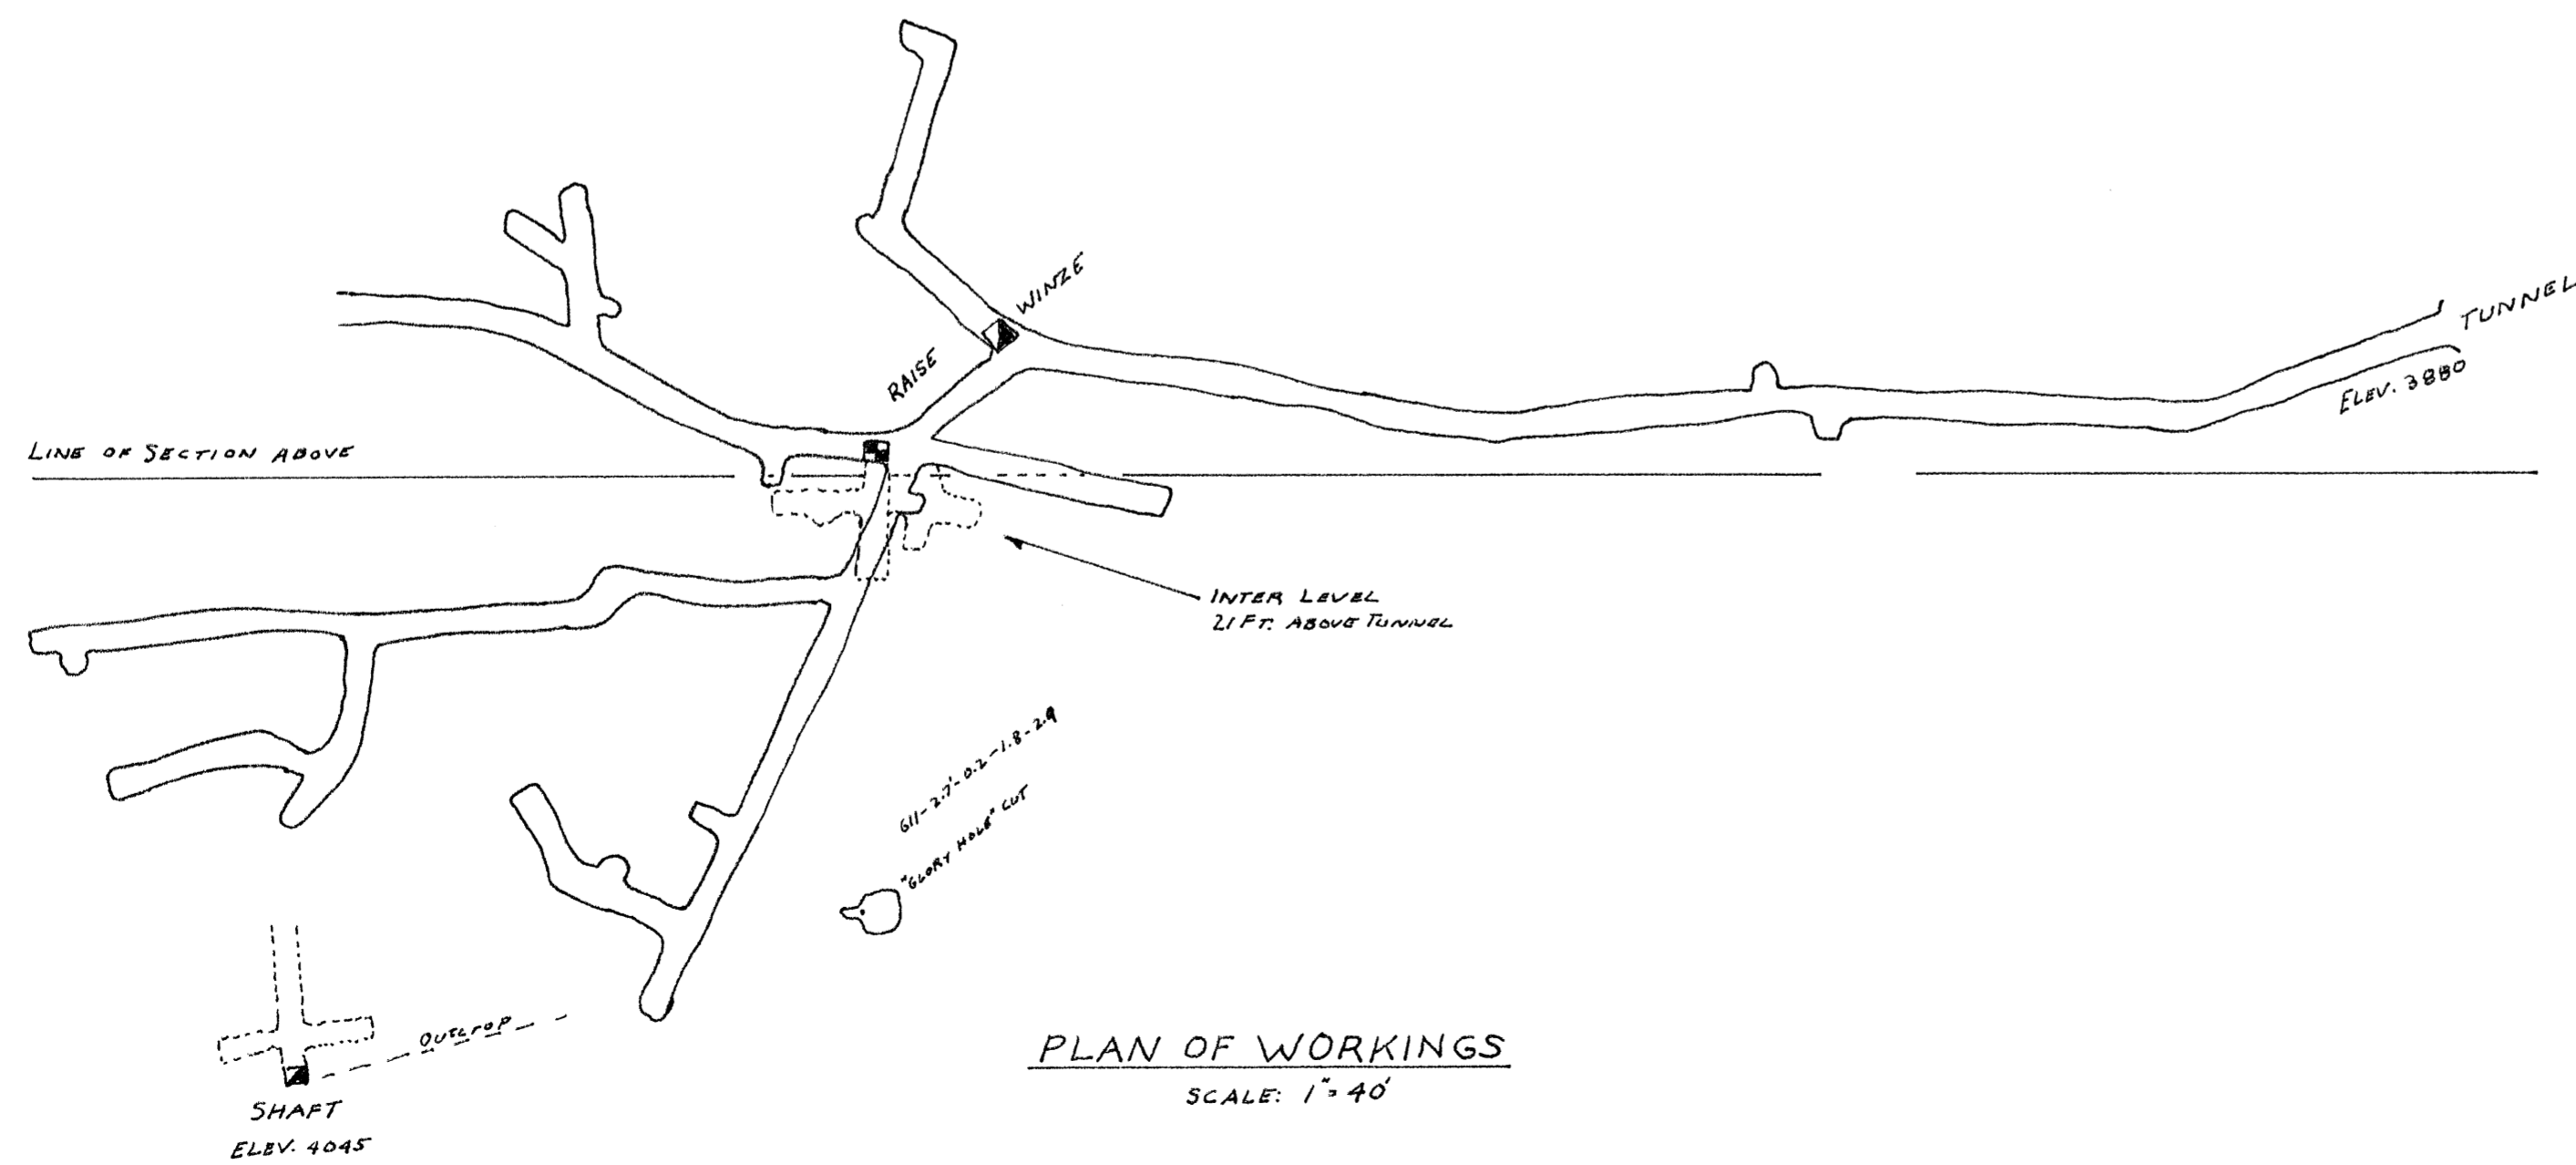 WINZE
TUNNEL
ELEV. 3880
RAISE
LINE OF SECTION ABOVE
INTER LEVEL
21 FT. ABOVE TUNNEL
611-2.7'-0.2-1.8-2.9
"GLORY HOLE" CUT
OUTCROP
SHAFT
ELEV. 4045
PLAN OF WORKINGS
SCALE: 1"= 40'